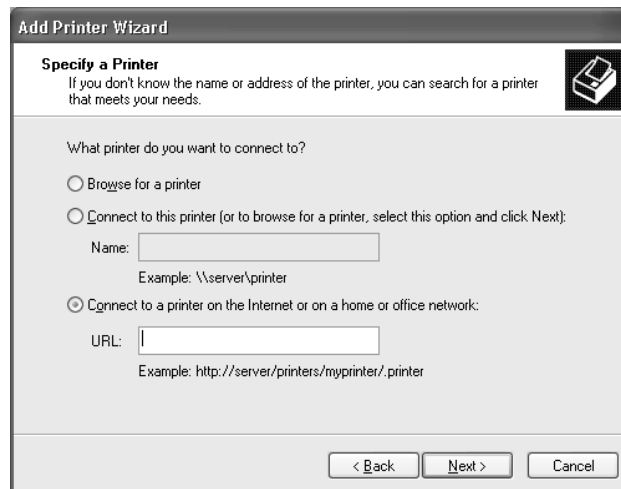 Add Printer Wizard
Specify a Printer
If you don't know the name or address of the printer, you can search for a printer
that meets your needs.
What printer do you want to connect to?
Browse for a printer
Connect to this printer (or to browse for a printer, select this option and click Next):
Name:
Example: \\server\printer
Connect to a printer on the Internet or on a home or office network:
URL:
Example: http://server/printers/myprinter/.printer
< Back Next > Cancel